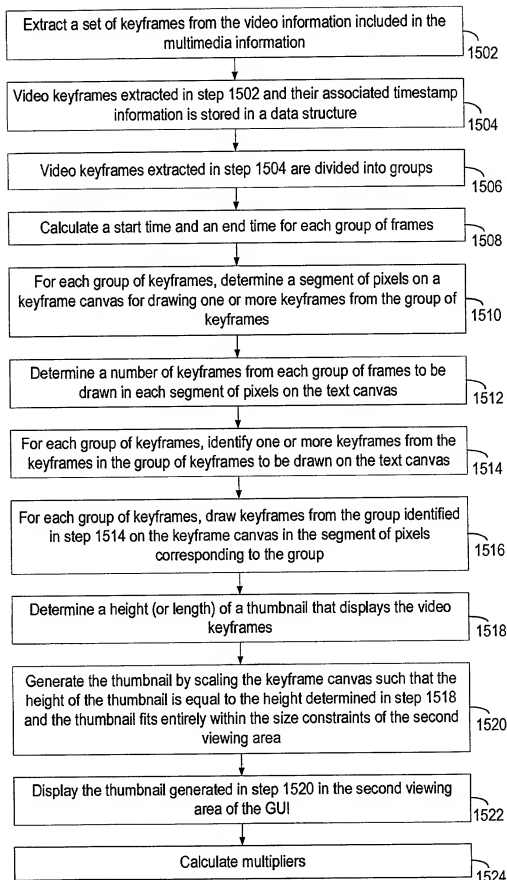 Extract a set of keyframes from the video information included in the
multimedia information
1502
Video keyframes extracted in step 1502 and their associated timestamp
information is stored in a data structure
1504
Video keyframes extracted in step 1504 are divided into groups
1506
Calculate a start time and an end time for each group of frames
1508
For each group of keyframes, determine a segment of pixels on a
keyframe canvas for drawing one or more keyframes from the group of
keyframes
1510
Determine a number of keyframes from each group of frames to be
drawn in each segment of pixels on the text canvas
1512
For each group of keyframes, identify one or more keyframes from the
keyframes in the group of keyframes to be drawn on the text canvas
1514
For each group of keyframes, draw keyframes from the group identified
in step 1514 on the keyframe canvas in the segment of pixels
corresponding to the group
1516
Determine a height (or length) of a thumbnail that displays the video
keyframes
1518
Generate the thumbnail by scaling the keyframe canvas such that the
height of the thumbnail is equal to the height determined in step 1518
and the thumbnail fits entirely within the size constraints of the second
viewing area
1520
Display the thumbnail generated in step 1520 in the second viewing
area of the GUI
1522
Calculate multipliers
1524